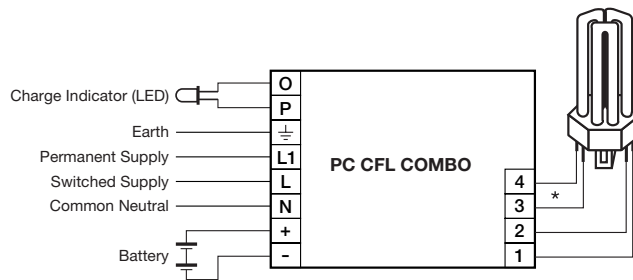 Charge Indicator (LED)
Earth
Permanent Supply
Switched Supply
Common Neutral
Battery
O
P
L1
L
N
+
-
PC CFL COMBO
4
3
2
1
*